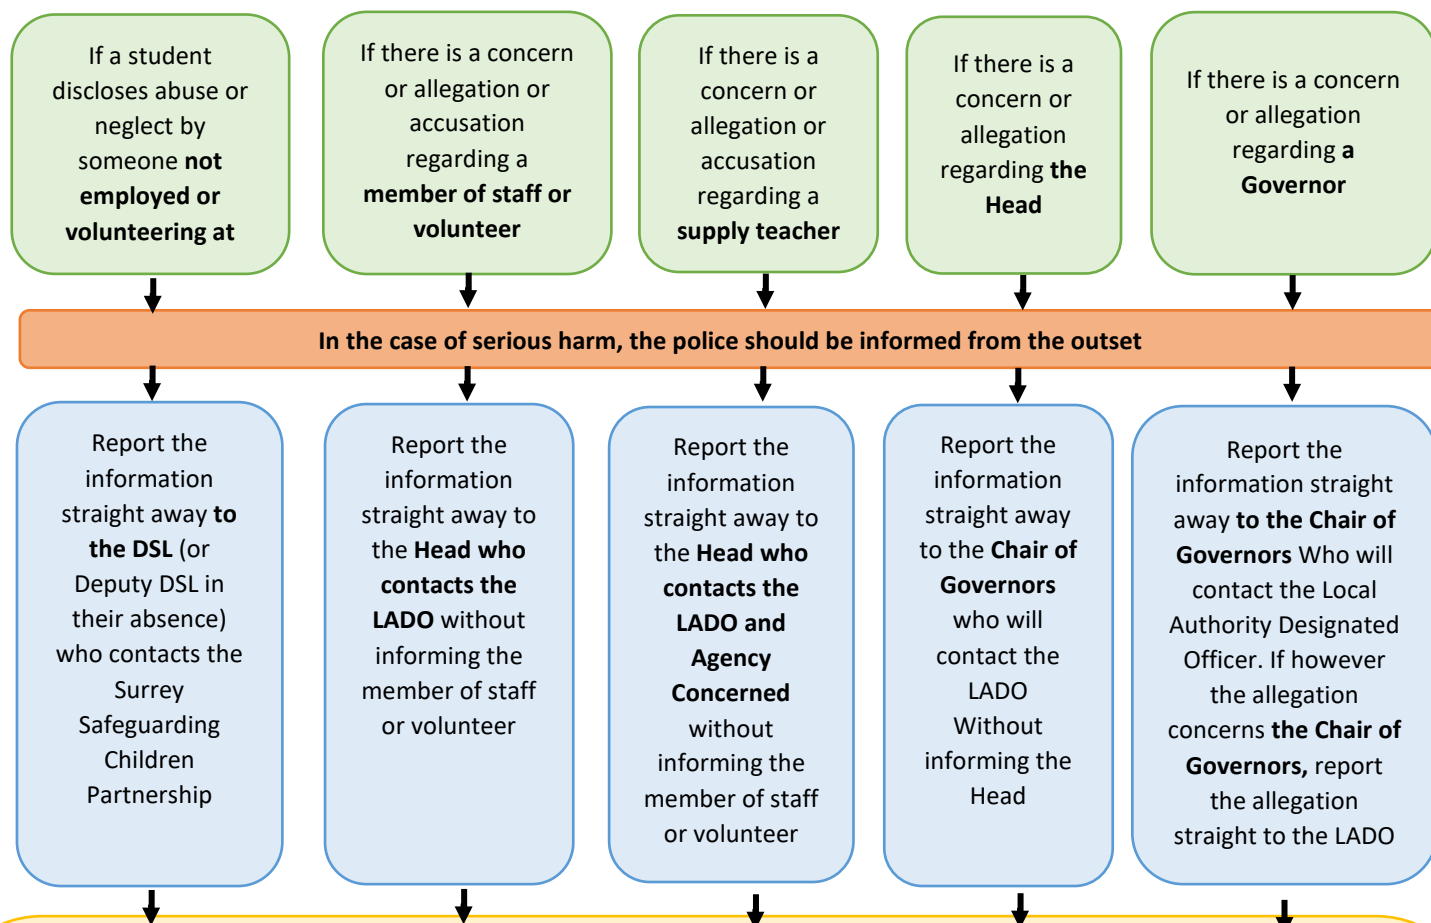 If a student
discloses abuse or
neglect by
someone not
employed or
volunteering at
If there is a concern
or allegation or
accusation
regarding a
member of staff or
volunteer
If there is a
concern or
allegation or
accusation
regarding a
supply teacher
If there is a
concern or
allegation
regarding the
Head
If there is a concern
or allegation
regarding a
Governor
In the case of serious harm, the police should be informed from the outset
Report the
information
straight away to
the DSL (or
Deputy DSL in
their absence)
who contacts the
Surrey
Safeguarding
Children
Partnership
Report the
information
straight away to
the Head who
contacts the
LADO without
informing the
member of staff
or volunteer
Report the
information
straight away to
the Head who
contacts the
LADO and
Agency
Concerned
without
informing the
member of staff
or volunteer
Report the
information
straight away
to the Chair of
Governors
who will
contact the
LADO
Without
informing the
Head
Report the
information straight
away to the Chair of
Governors Who will
contact the Local
Authority Designated
Officer. If however
the allegation
concerns the Chair of
Governors, report
the allegation
straight to the LADO